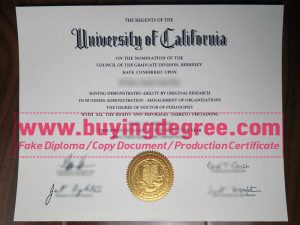 THE REGENTS OF THE
University of California
ON THE NOMINATION OF THE
COUNCIL OF THE GRADUATE DIVISION, BERKELEY
HAVE CONFERRED UPON
HAVING DEMONSTRATED ABILITY BY ORIGINAL RESEARCH
IN BUSINESS ADMINISTRATION - MANAGEMENT OF ORGANIZATIONS
THE DEGREE OF DOCTOR OF PHILOSOPHY
WITH ALL THE RIGHTS AND PRIVILEGES THERETO PERTAINING
www.buyingdegree.com
Fake Diploma / Copy Document / Production Certificate